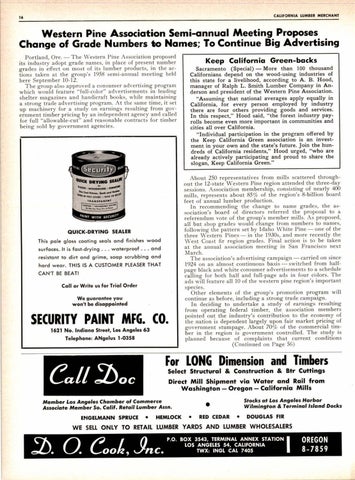 14
CALIFORNIA LUMBER MERCHANT
Western Pine Association Semi-annual Meeting Proposes
Change of Grade Numbers to Names; To Continue Big Advertising
Portland, Ore. — The Western Pine Association proposed
its industry adopt grade names, in place of present number
grades in connection with its lumber products, in the ac-
tions taken at the group's 1958 semi-annual meeting held
here September 10-12.
The group also approved a consumer advertising program
which would feature "full-color" advertisements in leading
shelter magazines and handicraft books, while maintaining
a strong trade advertising program. At the same time, it set
up machinery for a study on earnings resulting from gov-
ernment timber pricing by an independent agency and called
for full "allowable-cut" and reasonable contracts for timber
being sold by government agencies.
Security
QUICK-DRYING SEALER
This pale gloss coating seals and finishes wood
surfaces. It is fast-drying . . . waterproof . . . and
resistant to dirt and grime, soap scrubbing and
hard wear. THIS IS A CUSTOMER PLEASER THAT
CAN'T BE BEAT!
Call or Write us for Trial Order
We guarantee you
won't be disappointed
SECURITY PAINT MFG. CO.
1621 No. Indiana Street, Los Angeles 63
Telephone: ANgelus 1-0358
Keep California Green-backs
Sacramento (Special) — More than 100 thousand
Californians depend on the wood-using industries of
this state for a livelihood, according to A. B. Hood,
manager of Ralph L. Smith Lumber Company in An-
derson and president of the Western Pine Association.
"Assuming that national averages apply equally in
California, for every person employed by industry
there are four others providing goods and services.
In this respect," Hood said, "the forest industry pay-
rolls become even more important in communities and
cities all over California.
"Individual participation in the program offered by
the Keep California Green association is an invest-
ment in your own and the state's future. Join the hun-
dreds of California residents," Hood urged, "who are
already actively participating and proud to share the
slogan, Keep California Green."
About 250 representatives from mills scattered through-
out the 12-state Western Pine region attended the three-day
sessions. Association membership, consisting of nearly 400
mills, represents about 85% of the region's 8-billion board
feet of annual lumber production.
In recommending the change to name grades, the as-
sociation's board of directors referred the proposal to a
referendum vote of the group's member mills. As proposed,
all but shop grades would change from numbers to names,
following the pattern set by Idaho White Pine — one of the
three Western Pines — in the 1930s, and more recently the
West Coast fir region grades. Final action is to be taken
at the annual association meeting in San Francisco next
March.
The association's advertising campaign — carried on since
1924 on an almost continuous basis — switched from half-
page black and white consumer advertisements to a schedule
calling for both half and full-page ads in four colors. The
ads will feature all 10 of the western pine region's important
species.
Other elements of the group's promotion program will
continue as before, including a strong trade campaign.
In deciding to undertake a study of earnings resulting
from operating federal timber, the association members
pointed out the industry's contribution to the economy of
the nation is dependent largely upon fair market pricing of
government stumpage. About 70% of the commercial tim-
ber in the region is government controlled. The study is
planned because of complaints that current conditions
(Continued on Page 36)
Call Doc
For LONG Dimension and Timbers
Select Structural & Construction & Btr Cuttings
Direct Mill Shipment via Water and Rail from
Washington — Oregon — California Mills
Member Los Angeles Chamber of Commerce
Associate Member So. Calif. Retail Lumber Assn.
Stocks at Los Angeles Harbor
Wilmington & Terminal Island Docks
ENGELMANN SPRUCE • HEMLOCK • RED CEDAR • DOUGLAS FIR
WE SELL ONLY TO RETAIL LUMBER YARDS AND LUMBER WHOLESALERS
D. O. Cook, Inc.
P.O. BOX 3543, TERMINAL ANNEX STATION
LOS ANGELES 54, CALIFORNIA
TWX: INGL CAL 7405
OREGON
8-7859